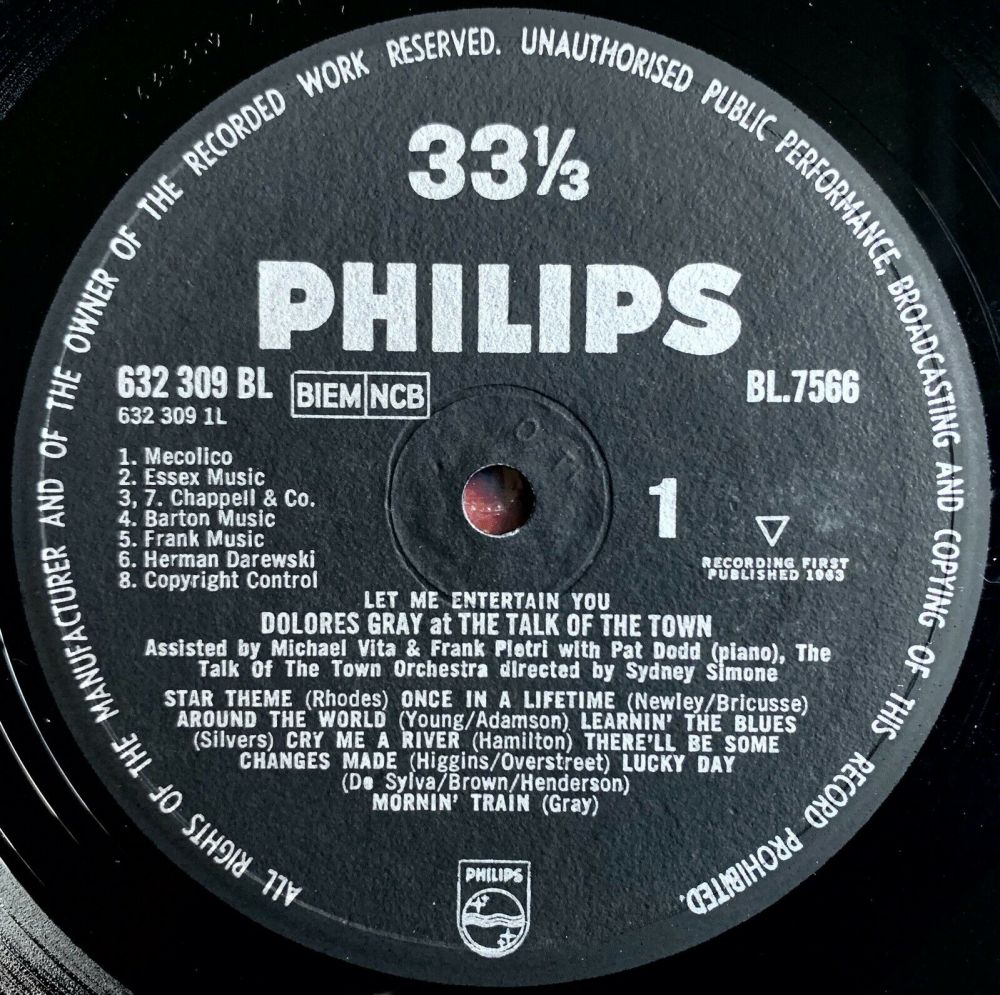 ALL RIGHTS OF THE MANUFACTURER AND OF THE OWNER OF THE RECORDED WORK RESERVED. UNAUTHORISED PUBLIC PERFORMANCE, BROADCASTING AND COPYING OF THIS RECORD PROHIBITED.
33⅓
PHILIPS
632 309 BL BIEM NCB BL.7566
632 309 1L
1. Mecolico
2. Essex Music
3, 7. Chappell & Co.
4. Barton Music
5. Frank Music
6. Herman Darewski
8. Copyright Control
1
RECORDING FIRST
PUBLISHED 1963
LET ME ENTERTAIN YOU
DOLORES GRAY at THE TALK OF THE TOWN
Assisted by Michael Vita & Frank Pietri with Pat Dodd (piano), The
Talk Of The Town Orchestra directed by Sydney Simone
STAR THEME (Rhodes) ONCE IN A LIFETIME (Newley/Bricusse)
AROUND THE WORLD (Young/Adamson) LEARNIN' THE BLUES
(Silvers) CRY ME A RIVER (Hamilton) THERE'LL BE SOME
CHANGES MADE (Higgins/Overstreet) LUCKY DAY
(De Sylva/Brown/Henderson)
MORNIN' TRAIN (Gray)
PHILIPS